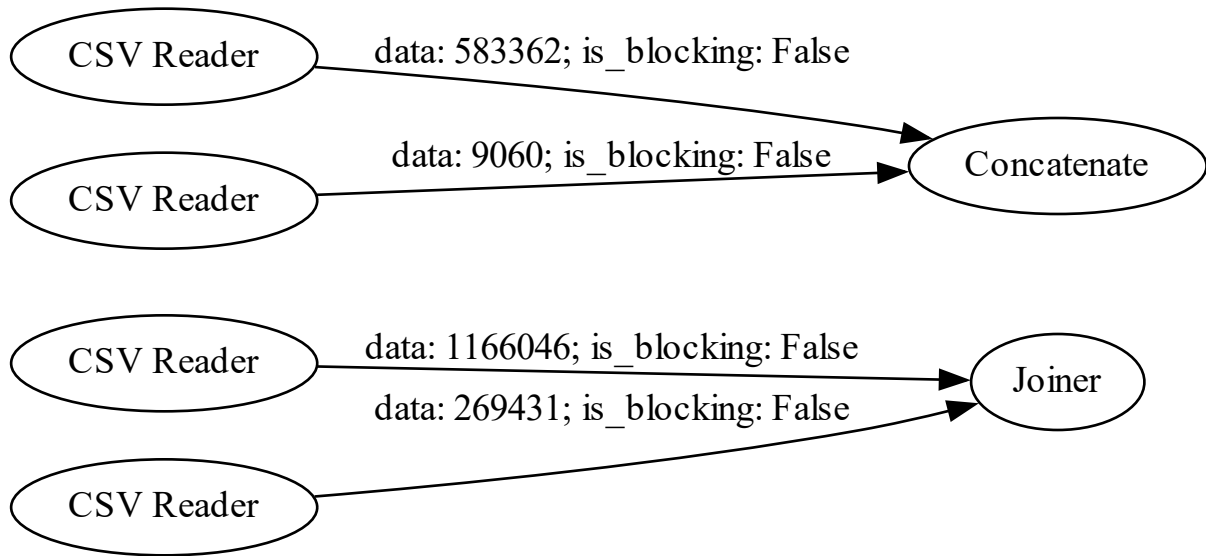 CSV Reader
data: 583362; is_blocking: False
CSV Reader
data: 9060; is_blocking: False
Concatenate
CSV Reader
data: 1166046; is_blocking: False
Joiner
data: 269431; is_blocking: False
CSV Reader